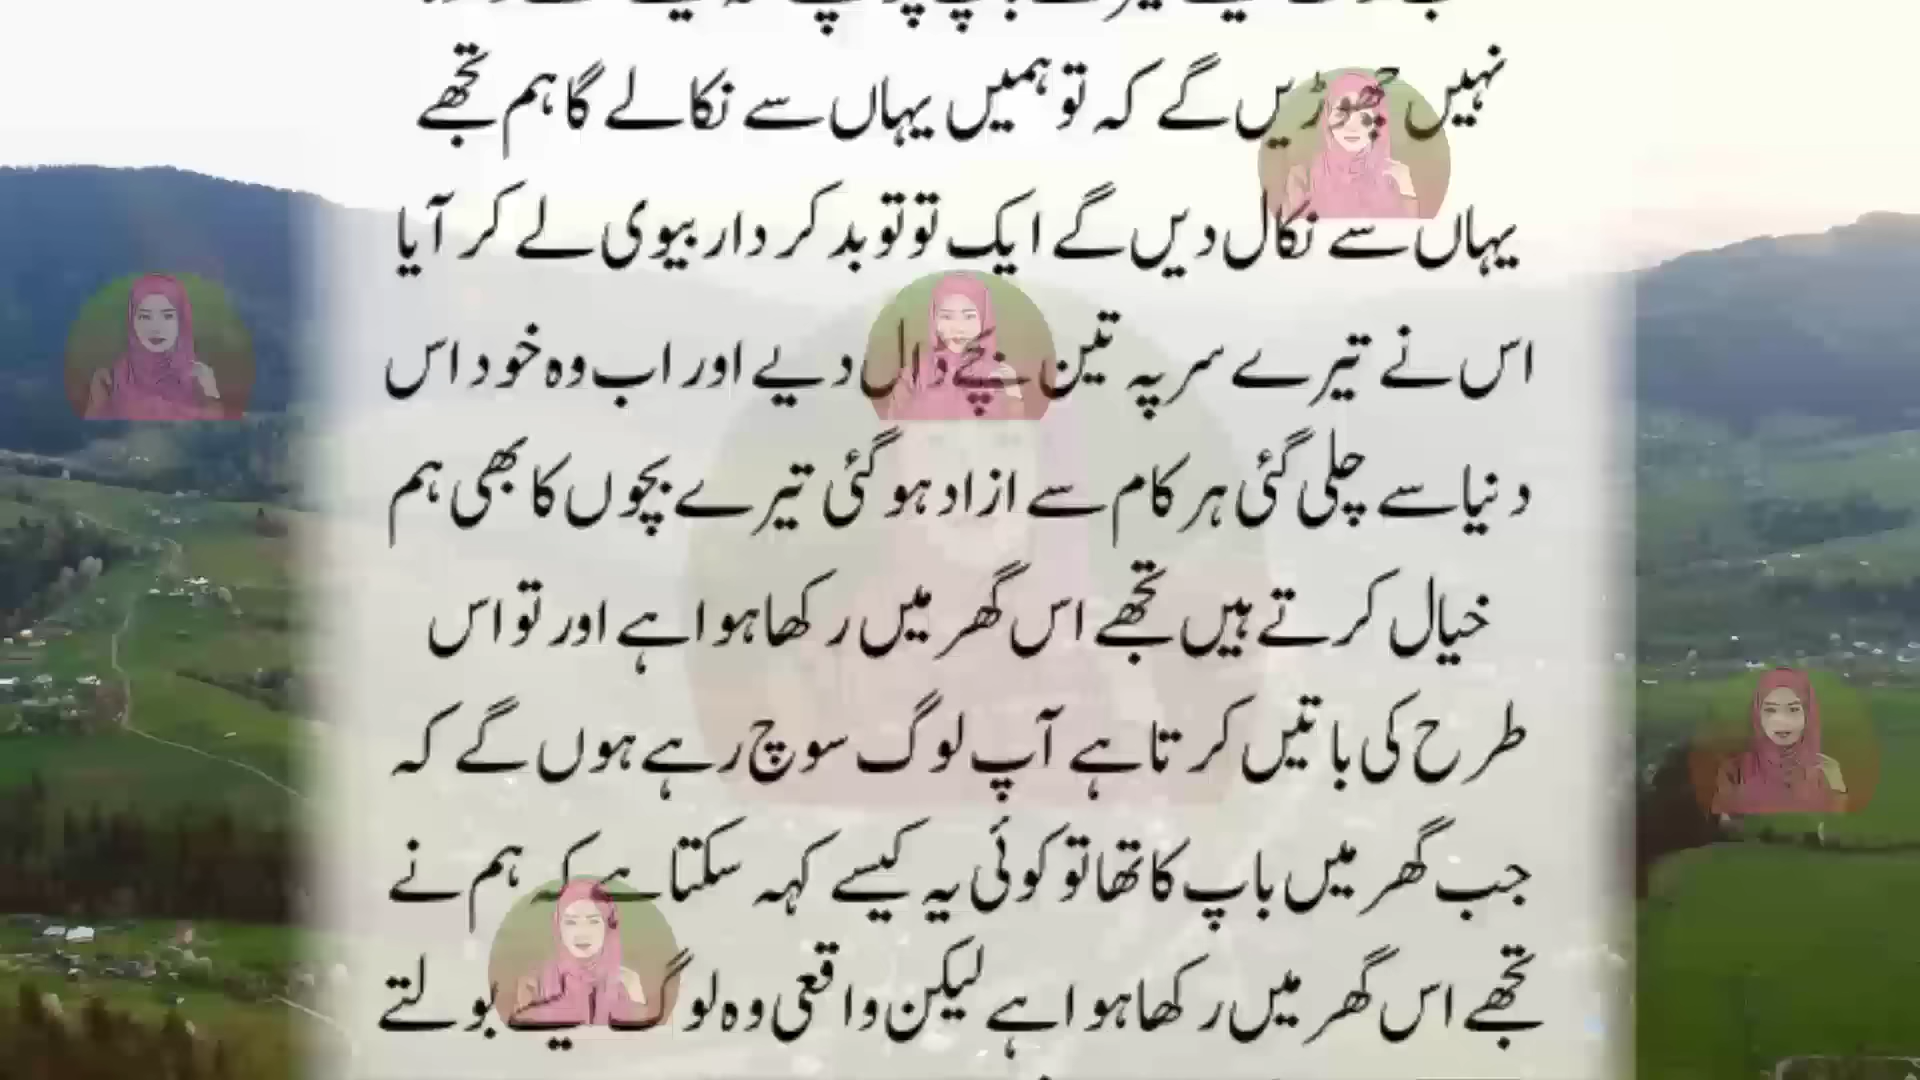 نہیں چھوڑیں گے کہ تو ہمیں یہاں سے نکالے گا ہم تجھے
یہاں سے نکال دیں گے ایک تو تو بد کردار بیوی لے کر آیا
اس نے تیرے سر پہ تین بچے ڈال دیے اور اب وہ خود اس
دنیا سے چلی گئی ہر کام سے ازاد ہو گئی تیرے بچوں کا بھی ہم
خیال کرتے ہیں تجھے اس گھر میں رکھا ہوا ہے اور تو اس
طرح کی باتیں کرتا ہے آپ لوگ سوچ رہے ہوں گے کہ
جب گھر میں باپ کا تھا تو کوئی یہ کیسے کہہ سکتا ہے کہ ہم نے
تجھے اس گھر میں رکھا ہوا ہے لیکن واقعی وہ لوگ ایسے بولتے